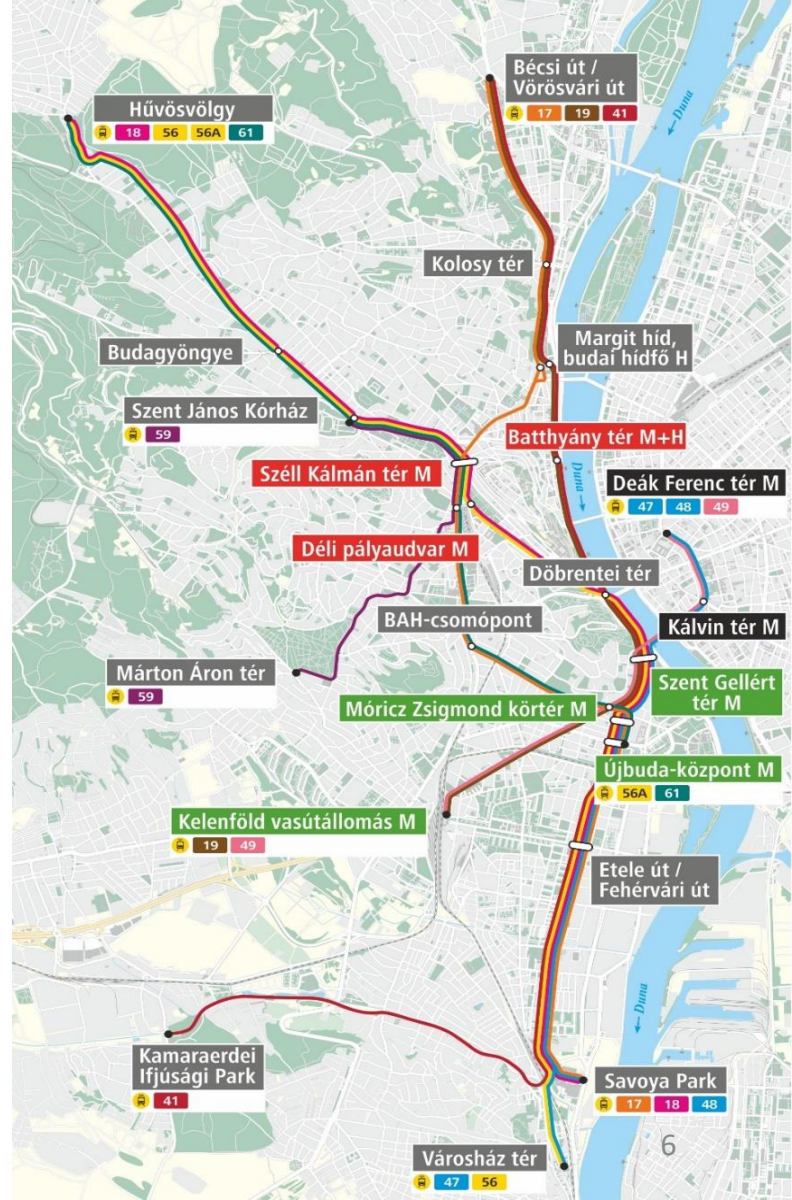 Bécsi út /
Vörösvári út
17 19 41
Duna
Hűvösvölgy
18 56 56A 61
Kolosy tér
Margit híd,
budai hídfő H
Budagyöngye
Szent János Kórház
59
Batthyány tér M+H
Széll Kálmán tér M
Duna
Deák Ferenc tér M
47 48 49
Déli pályaudvar M
Döbrentei tér
BAH-csomópont
Kálvin tér M
Márton Áron tér
59
Szent Gellért
tér M
Móricz Zsigmond körtér M
Újbuda-központ M
56A 61
Kelenföld vasútállomás M
19 49
Etele út /
Fehérvári út
Duna
Kamaraerdei
Ifjúsági Park
41
Savoya Park
17 18 48
6
Városház tér
47 56